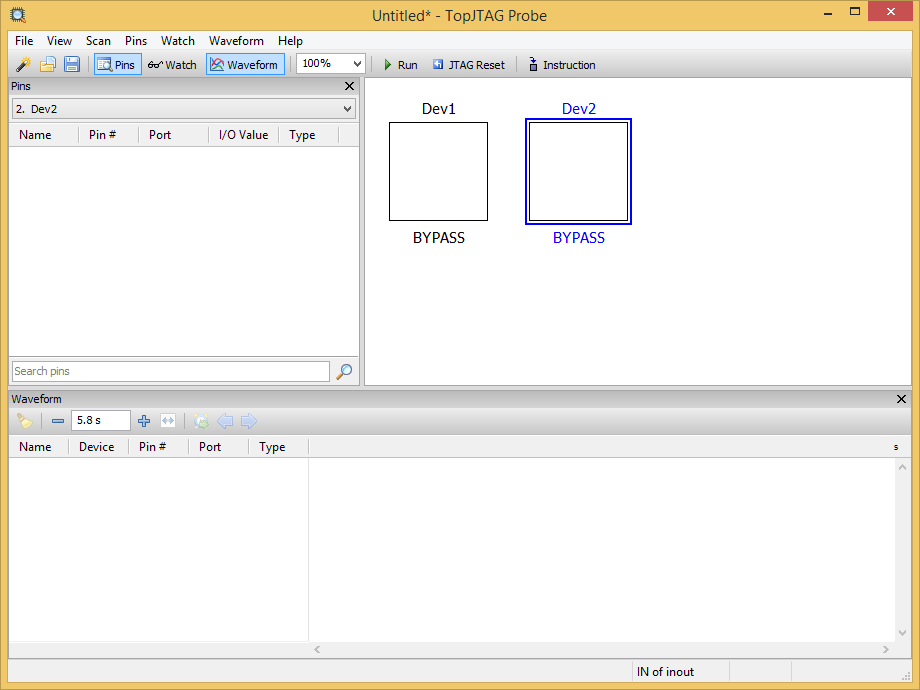 Untitled* - TopJTAG Probe
File View Scan Pins Watch Waveform Help
Pins Watch Waveform 100% Run JTAG Reset Instruction
Pins
2. Dev2
Name Pin # Port I/O Value Type
Search pins
Dev1 Dev2
BYPASS BYPASS
Waveform
5.8 s
Name Device Pin # Port Type s
IN of inout